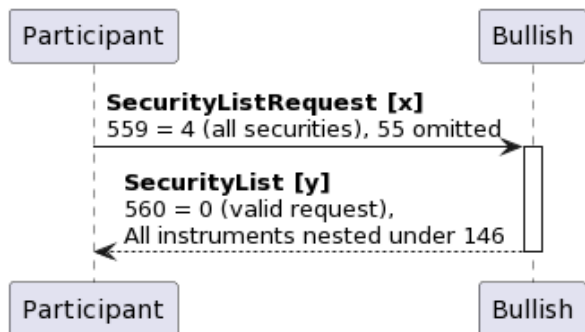 Participant
Bullish
SecurityListRequest [x]
559 = 4 (all securities), 55 omitted
SecurityList [y]
560 = 0 (valid request),
All instruments nested under 146
Participant
Bullish